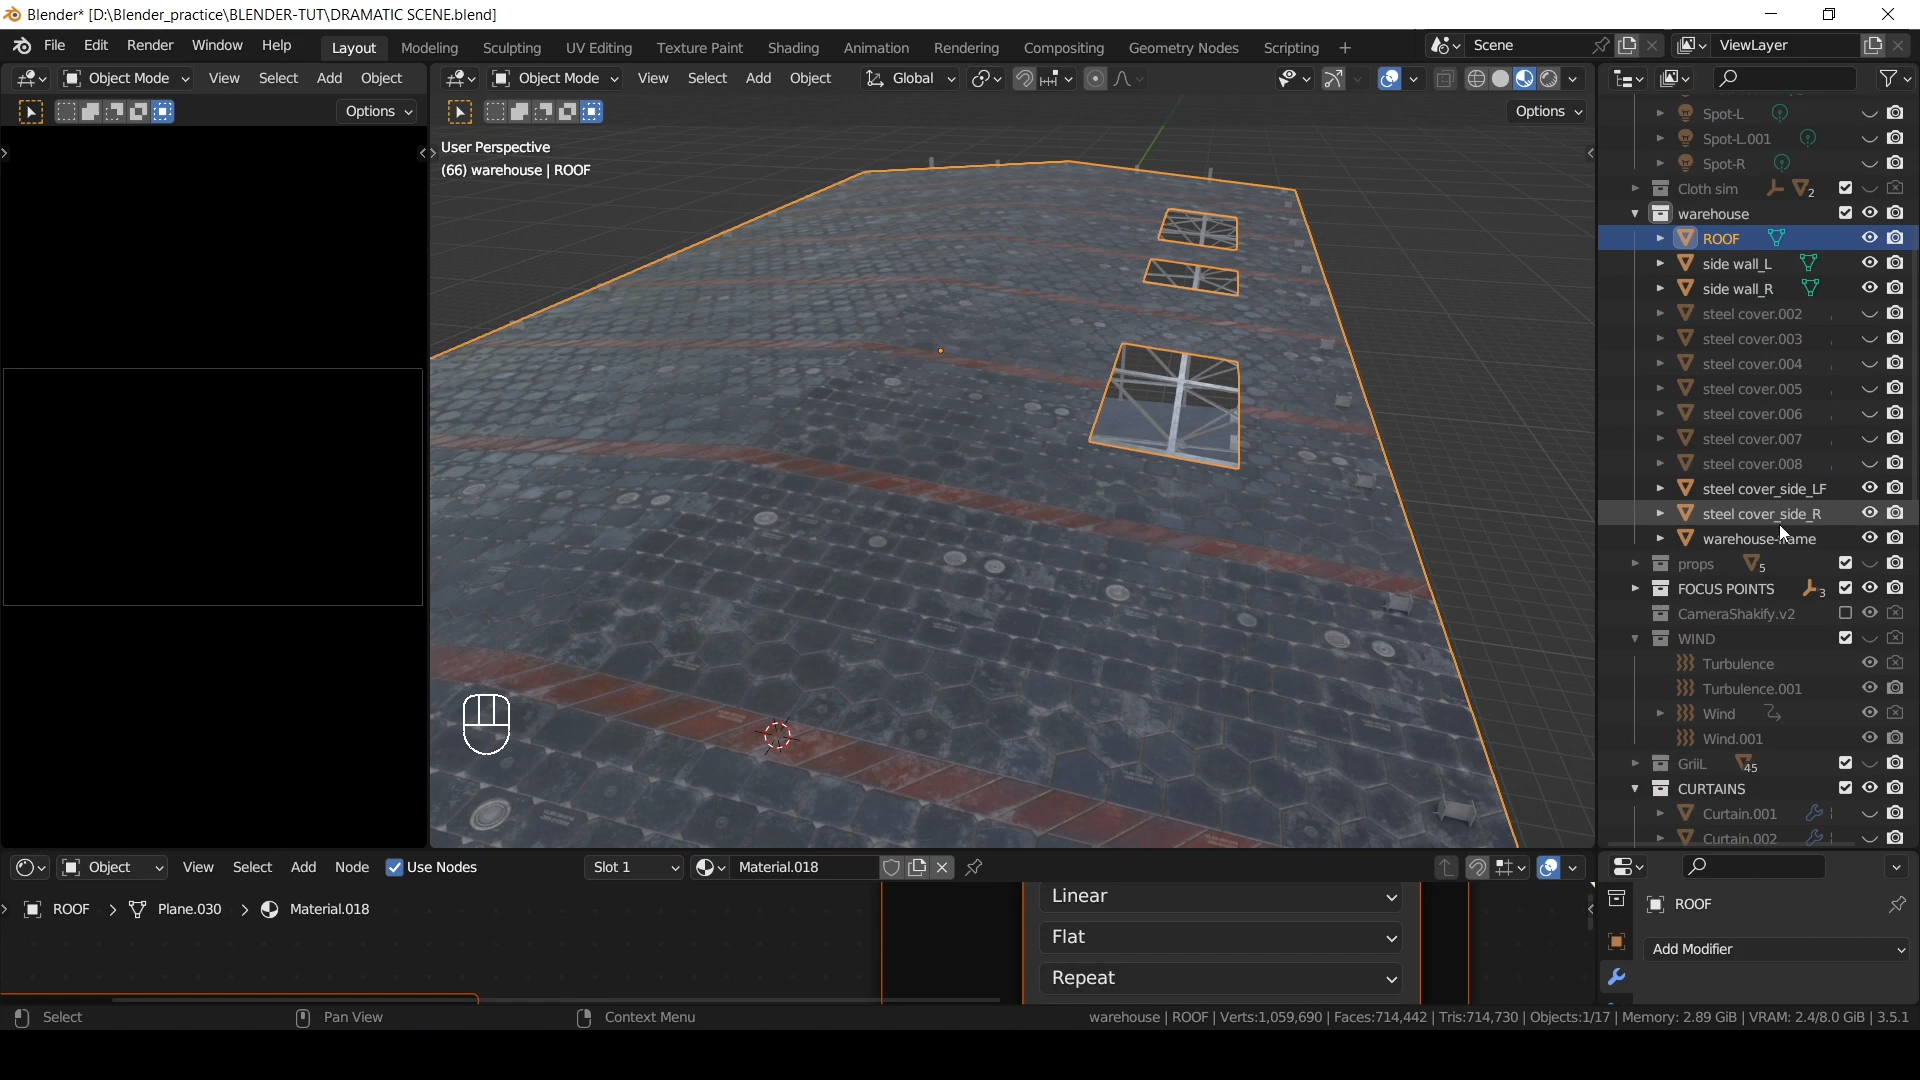 Blender* [D:\Blender_practice\BLENDER-TUT\DRAMATIC SCENE.blend]
File Edit Render Window Help Layout Modeling Sculpting UV Editing Texture Paint Shading Animation Rendering Compositing Geometry Nodes Scripting + Scene ViewLayer
Object Mode View Select Add Object
Object Mode View Select Add Object Global
Options
Options
User Perspective
(66) warehouse | ROOF
Spot-L
Spot-L.001
Spot-R
Cloth sim 2
warehouse
ROOF
side wall_L
side wall_R
steel cover.002
steel cover.003
steel cover.004
steel cover.005
steel cover.006
steel cover.007
steel cover.008
steel cover_side_LF
steel cover_side_R
warehouse-frame
props 5
FOCUS POINTS 3
CameraShakify.v2
WIND
Turbulence
Turbulence.001
Wind
Wind.001
GriiL 45
CURTAINS
Curtain.001
Curtain.002
Object View Select Add Node Use Nodes Slot 1 Material.018
ROOF > Plane.030 > Material.018
Linear
Flat
Repeat
ROOF
Add Modifier
Select Pan View Context Menu warehouse | ROOF | Verts:1,059,690 | Faces:714,442 | Tris:714,730 | Objects:1/17 | Memory: 2.89 GiB | VRAM: 2.4/8.0 GiB | 3.5.1